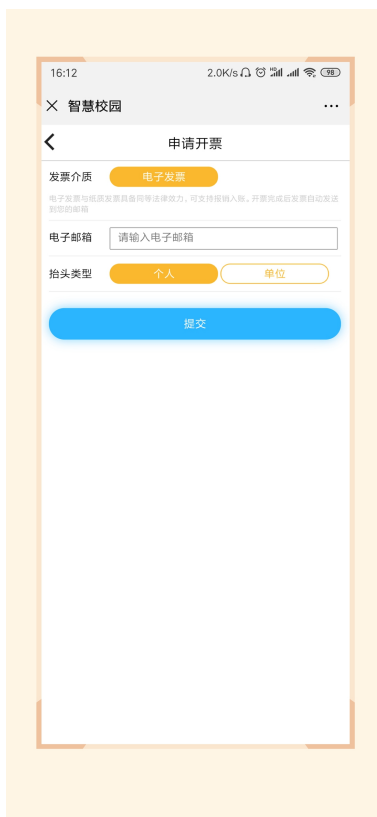 16:12 2.0K/s HD 98
智慧校园 ...
申请开票
发票介质 电子发票
电子发票与纸质发票具备同等法律效力，可支持报销入账。开票完成后发票自动发送
到您的邮箱
电子邮箱 请输入电子邮箱
抬头类型 个人 单位
提交